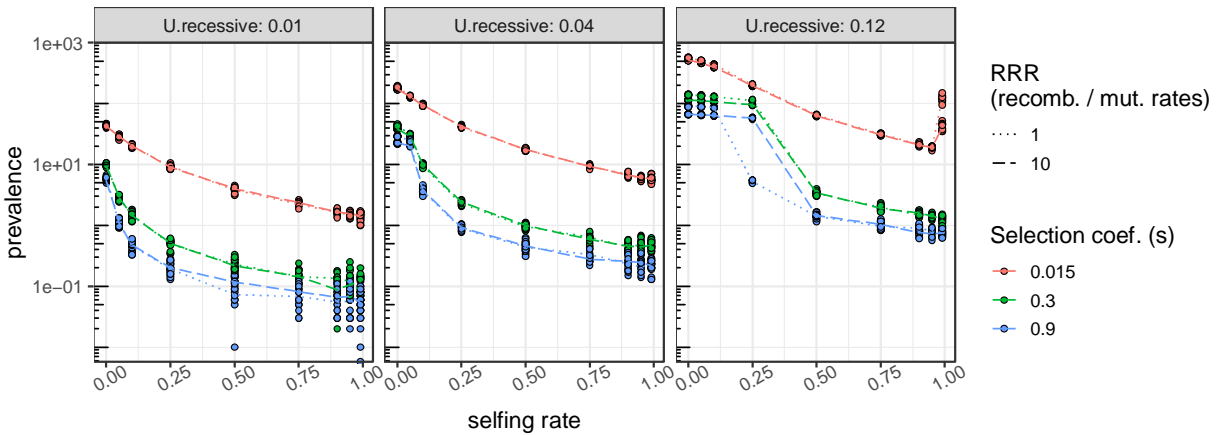 U.recessive: 0.01
U.recessive: 0.04
U.recessive: 0.12
1e+03
1e+01
1e−01
prevalence
0.00 0.25 0.50 0.75 1.00
0.00 0.25 0.50 0.75 1.00
0.00 0.25 0.50 0.75 1.00
selfing rate
RRR
(recomb. / mut. rates)
1
10
Selection coef. (s)
0.015
0.3
0.9